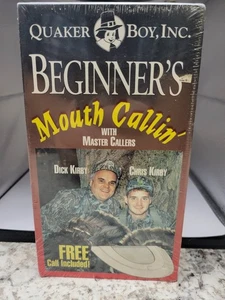 QUAKER BOY, INC.
BEGINNER'S
Mouth Callin'
WITH
MASTER CALLERS
DICK KIRBY
CHRIS KIRBY
FREE
Call Included!